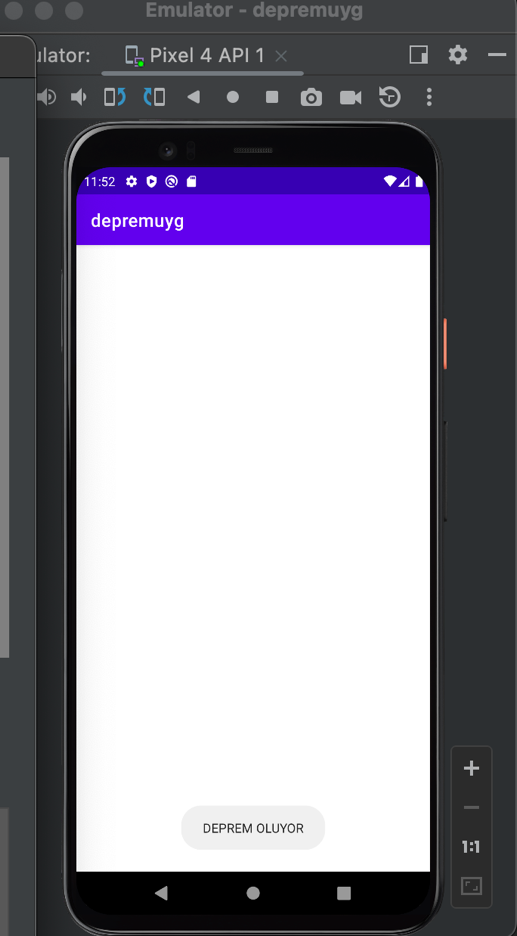 Emulator - depremuyg
ulator:
Pixel 4 API 1
11:52
depremuyg
DEPREM OLUYOR
1:1